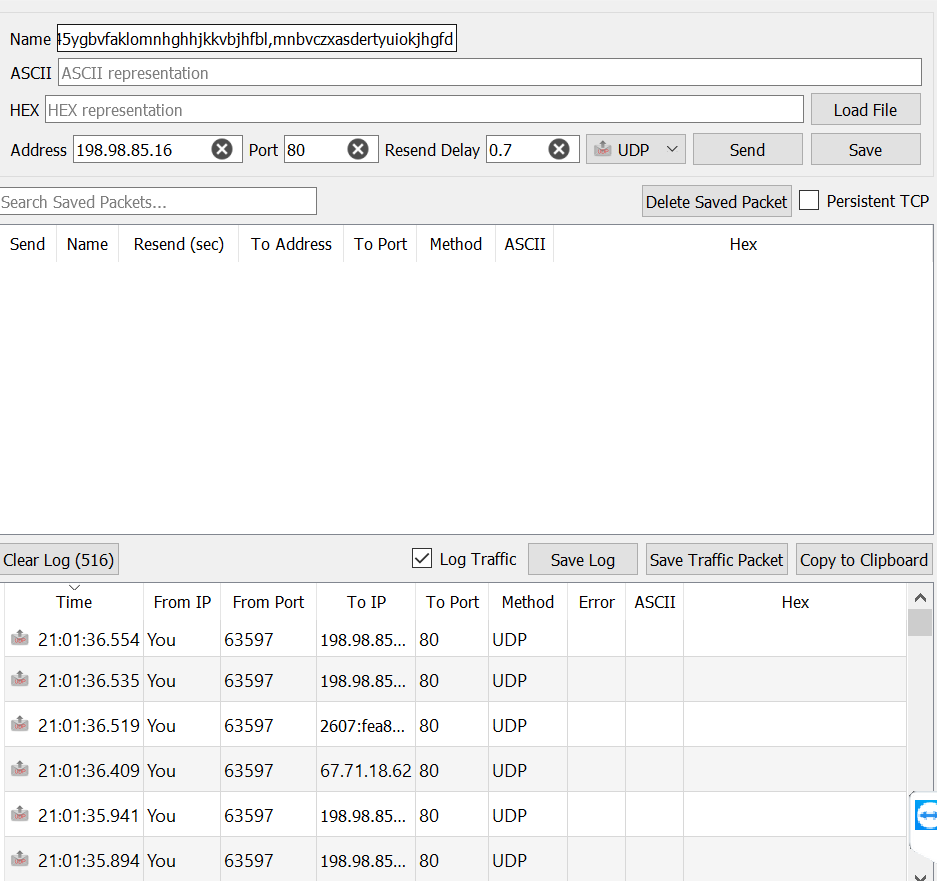 Name 45ygbvfaklomnhghhjkkvbjhfbl,mnbvczxasdertyuiokjhgfd
ASCII ASCII representation
HEX HEX representation Load File
Address 198.98.85.16 Port 80 Resend Delay 0.7 UDP Send Save
Search Saved Packets... Delete Saved Packet Persistent TCP
Send Name Resend (sec) To Address To Port Method ASCII Hex
Clear Log (516) Log Traffic Save Log Save Traffic Packet Copy to Clipboard
Time From IP From Port To IP To Port Method Error ASCII Hex
21:01:36.554 You 63597 198.98.85... 80 UDP
21:01:36.535 You 63597 198.98.85... 80 UDP
21:01:36.519 You 63597 2607:fea8... 80 UDP
21:01:36.409 You 63597 67.71.18.62 80 UDP
21:01:35.941 You 63597 198.98.85... 80 UDP
21:01:35.894 You 63597 198.98.85... 80 UDP